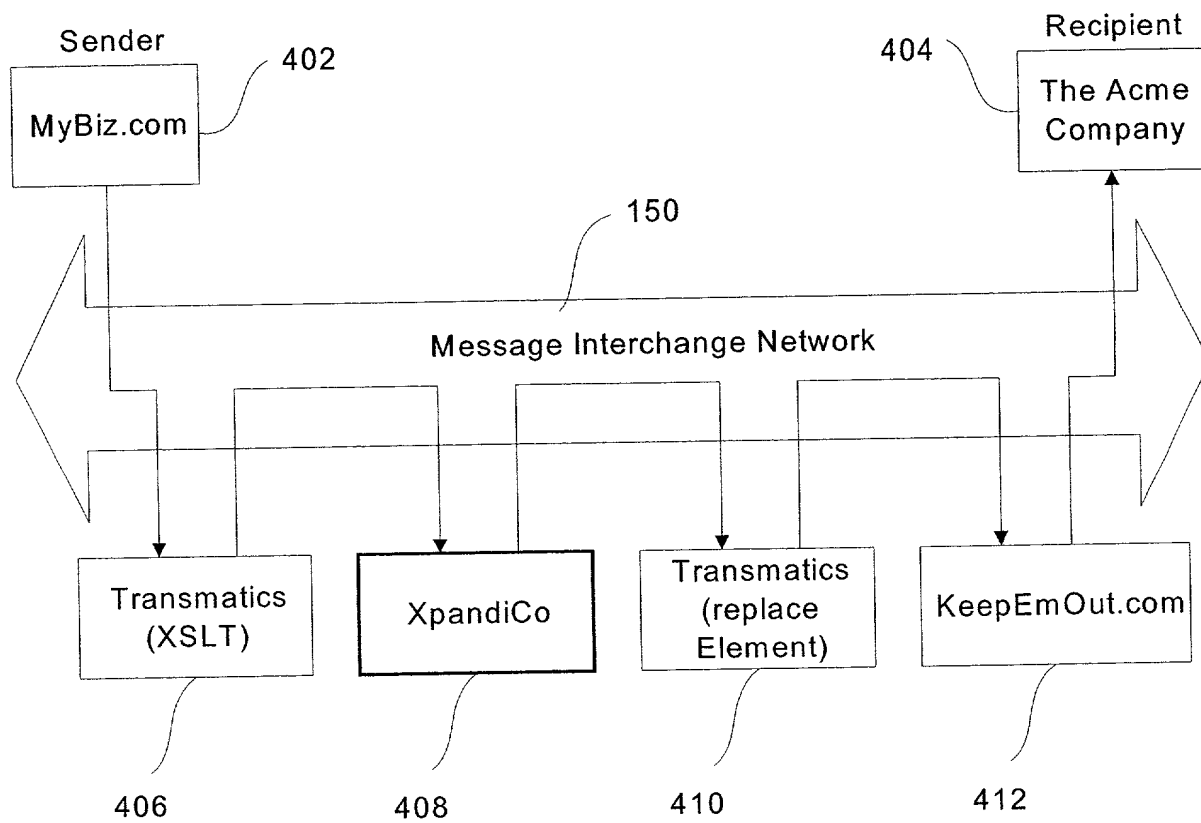 Sender
Recipient
402
404
MyBiz.com
The Acme
Company
150
Message Interchange Network
Transmatics
(XSLT)
XpandiCo
Transmatics
(replace
Element)
KeepEmOut.com
406
408
410
412